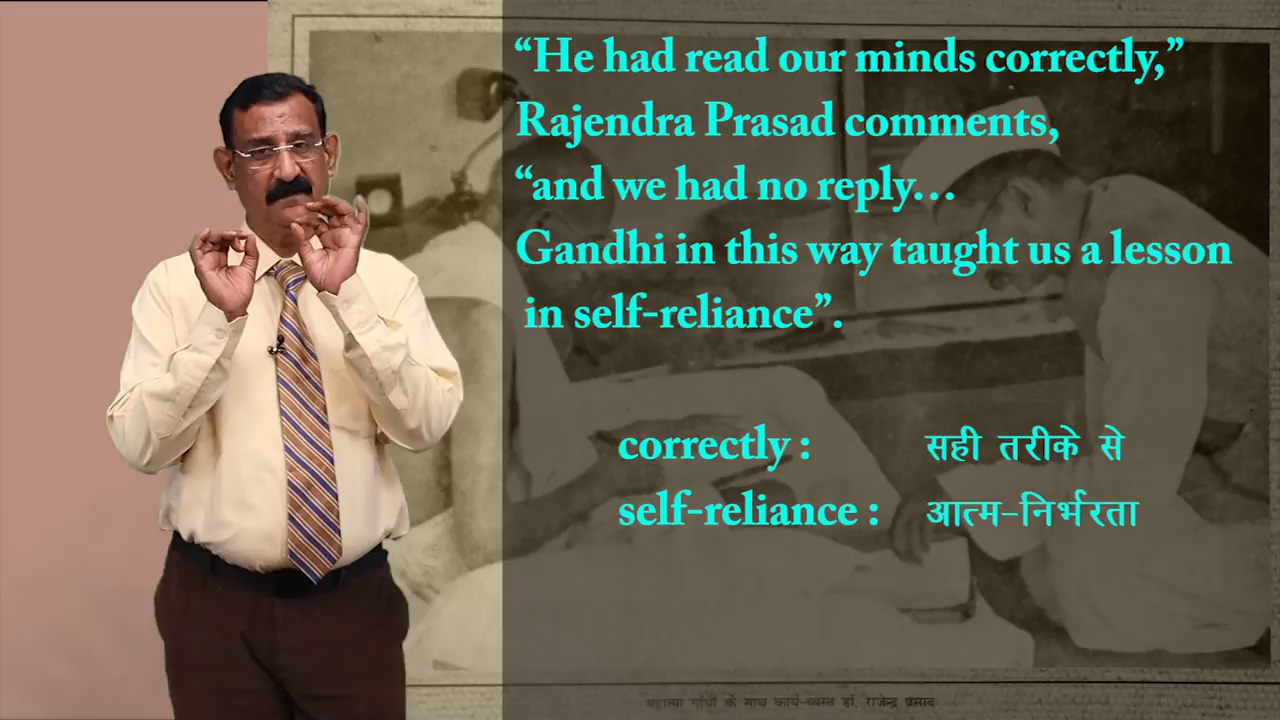 “He had read our minds correctly,”
Rajendra Prasad comments,
“and we had no reply...
Gandhi in this way taught us a lesson
in self-reliance”.
correctly : सही तरीके से
self-reliance : आत्म-निर्भरता
महात्मा गाँधी के साथ कार्य-व्यस्त डॉ. राजेन्द्र प्रसाद